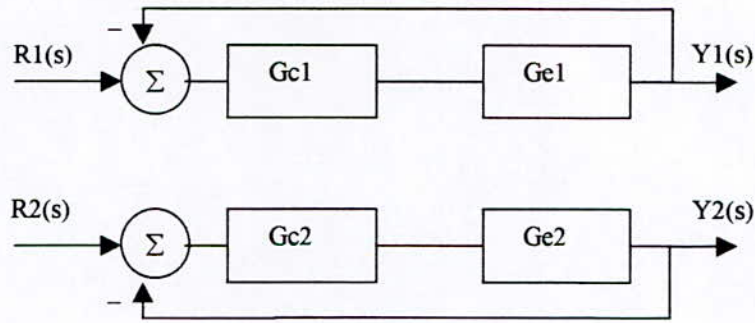 −
R1(s) Σ Gc1 Ge1 Y1(s)
R2(s) Σ Gc2 Ge2 Y2(s)
−